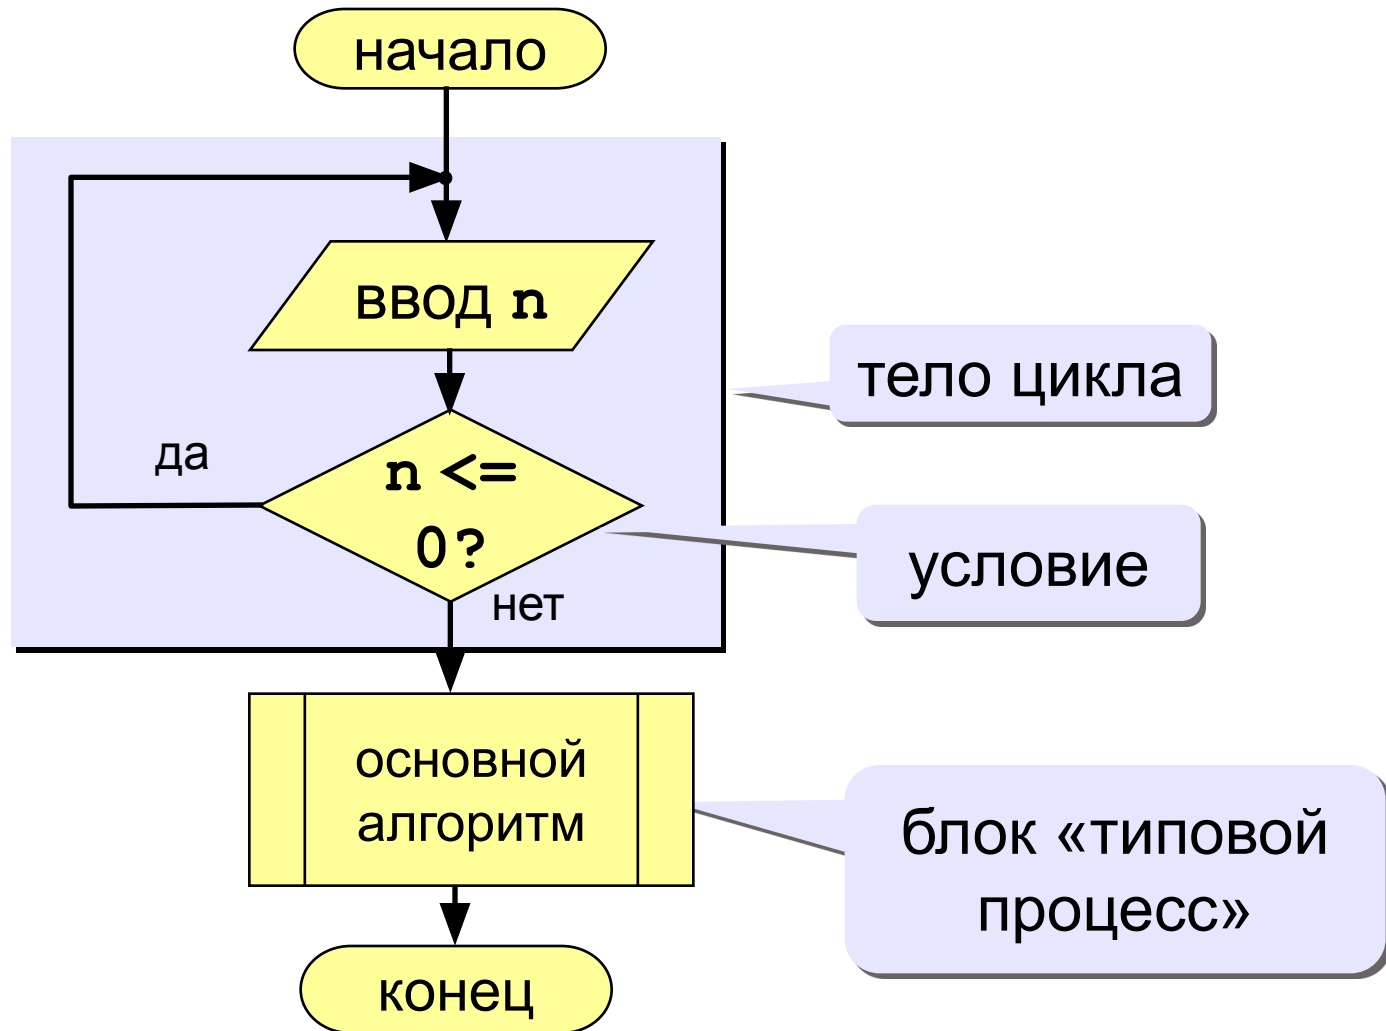 начало
ввод n
тело цикла
да
n <=
0?
условие
нет
основной
алгоритм
блок «типовой
процесс»
конец